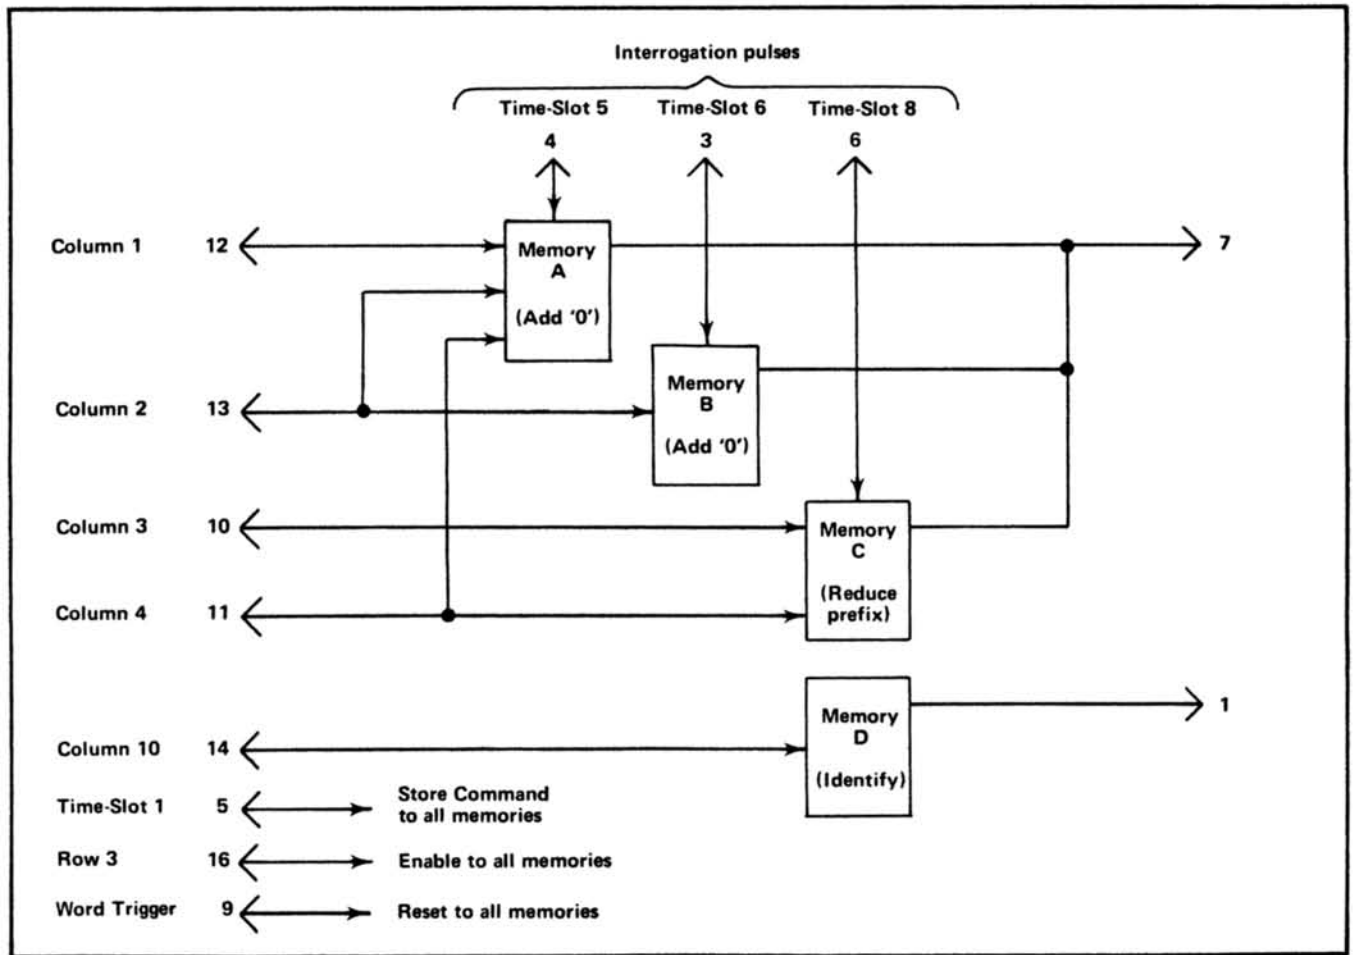 Interrogation pulses
Time-Slot 5 Time-Slot 6 Time-Slot 8
4 3 6
Column 1 12
Memory
A
(Add '0')
7
Column 2 13
Memory
B
(Add '0')
Column 3 10
Memory
C
(Reduce
prefix)
Column 4 11
Memory
D
(Identify)
1
Column 10 14
Time-Slot 1 5 Store Command
to all memories
Row 3 16 Enable to all memories
Word Trigger 9 Reset to all memories